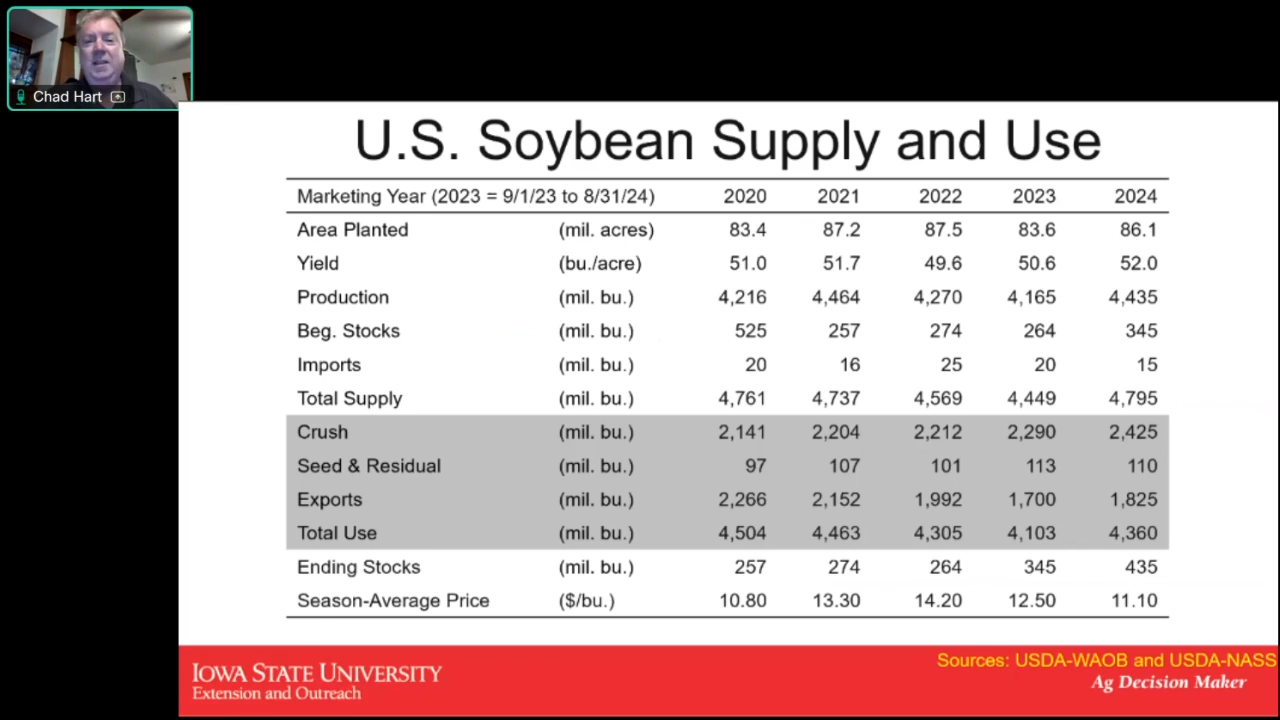 Chad Hart
U.S. Soybean Supply and Use
Marketing Year (2023 = 9/1/23 to 8/31/24) 2020 2021 2022 2023 2024
Area Planted (mil. acres) 83.4 87.2 87.5 83.6 86.1
Yield (bu./acre) 51.0 51.7 49.6 50.6 52.0
Production (mil. bu.) 4,216 4,464 4,270 4,165 4,435
Beg. Stocks (mil. bu.) 525 257 274 264 345
Imports (mil. bu.) 20 16 25 20 15
Total Supply (mil. bu.) 4,761 4,737 4,569 4,449 4,795
Crush (mil. bu.) 2,141 2,204 2,212 2,290 2,425
Seed & Residual (mil. bu.) 97 107 101 113 110
Exports (mil. bu.) 2,266 2,152 1,992 1,700 1,825
Total Use (mil. bu.) 4,504 4,463 4,305 4,103 4,360
Ending Stocks (mil. bu.) 257 274 264 345 435
Season-Average Price ($/bu.) 10.80 13.30 14.20 12.50 11.10
Sources: USDA-WAOB and USDA-NASS
IOWA STATE UNIVERSITY
Extension and Outreach
Ag Decision Maker